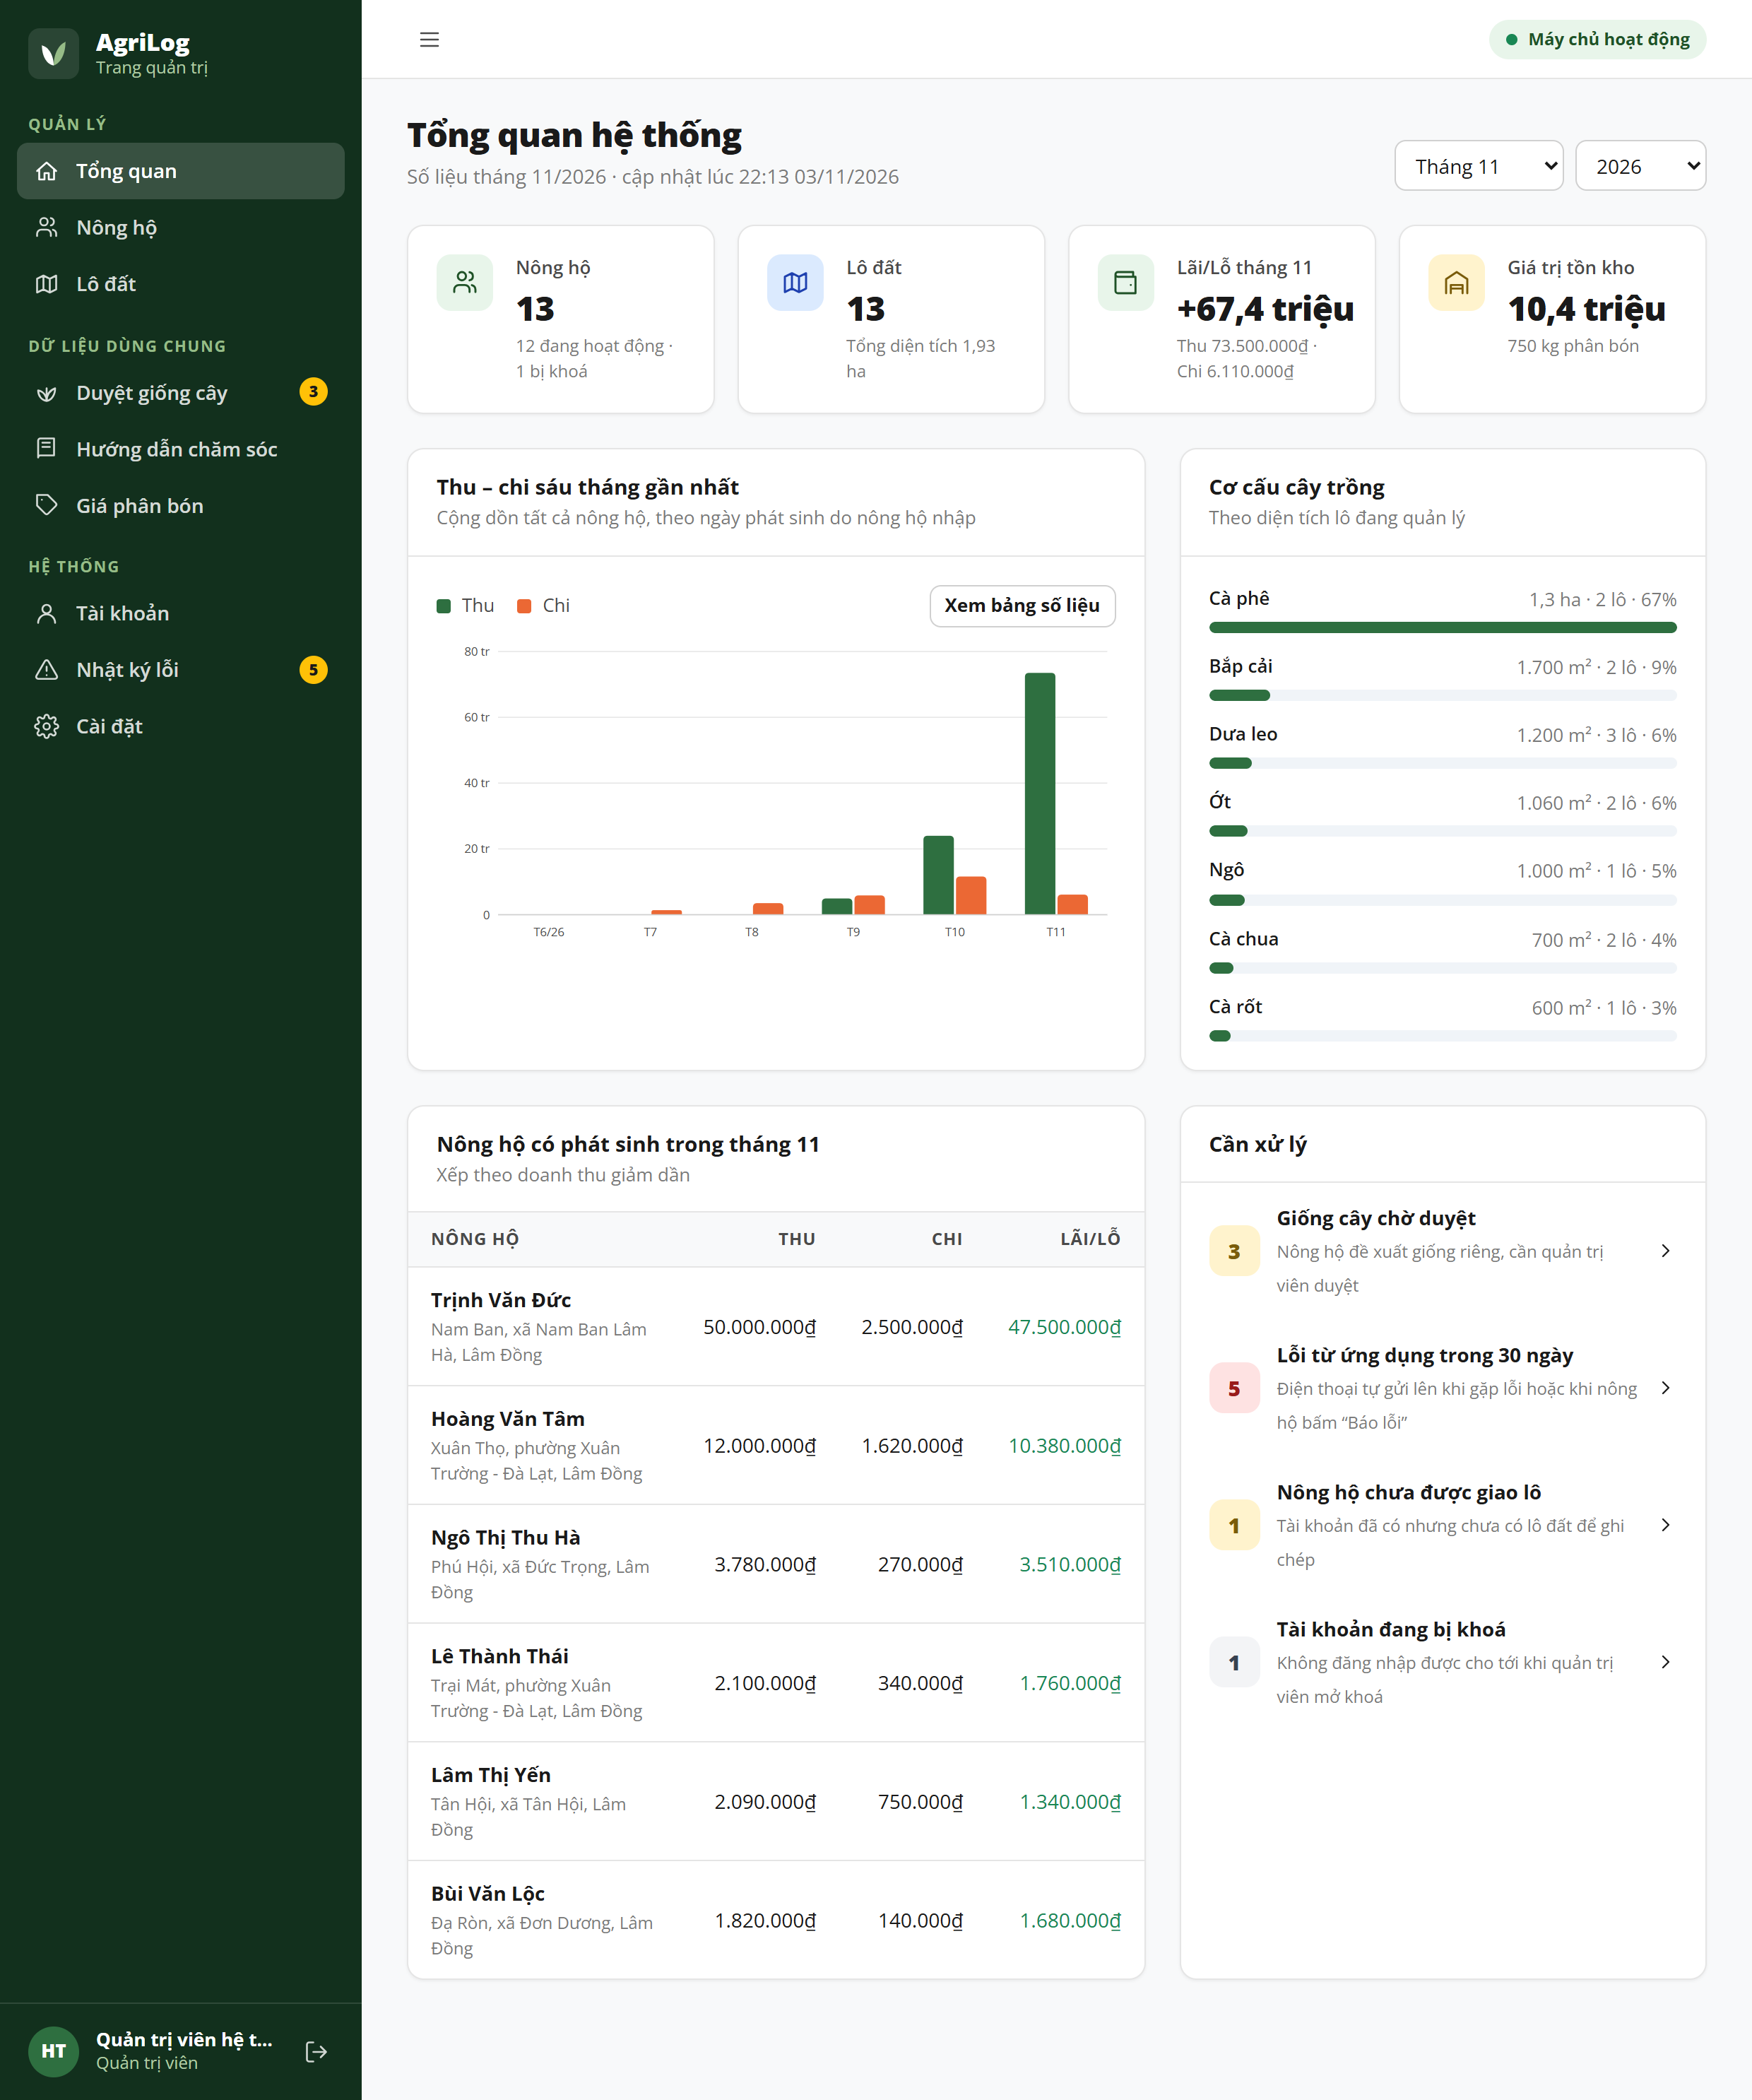 AgriLog
Trang quản trị
QUẢN LÝ
Tổng quan
Nông hộ
Lô đất
DỮ LIỆU DÙNG CHUNG
Duyệt giống cây
3
Hướng dẫn chăm sóc
Giá phân bón
HỆ THỐNG
Tài khoản
Nhật ký lỗi
5
Cài đặt
HT
Quản trị viên hệ t...
Quản trị viên
Máy chủ hoạt động
Tổng quan hệ thống
Số liệu tháng 11/2026 · cập nhật lúc 22:13 03/11/2026
Tháng 11
2026
Nông hộ
13
12 đang hoạt động ·
1 bị khoá
Lô đất
13
Tổng diện tích 1,93
ha
Lãi/Lỗ tháng 11
+67,4 triệu
Thu 73.500.000₫ ·
Chi 6.110.000₫
Giá trị tồn kho
10,4 triệu
750 kg phân bón
Thu – chi sáu tháng gần nhất
Cộng dồn tất cả nông hộ, theo ngày phát sinh do nông hộ nhập
Thu
Chi
Xem bảng số liệu
80 tr
60 tr
40 tr
20 tr
0
T6/26
T7
T8
T9
T10
T11
Cơ cấu cây trồng
Theo diện tích lô đang quản lý
Cà phê
1,3 ha · 2 lô · 67%
Bắp cải
1.700 m² · 2 lô · 9%
Dưa leo
1.200 m² · 3 lô · 6%
Ớt
1.060 m² · 2 lô · 6%
Ngô
1.000 m² · 1 lô · 5%
Cà chua
700 m² · 2 lô · 4%
Cà rốt
600 m² · 1 lô · 3%
Nông hộ có phát sinh trong tháng 11
Xếp theo doanh thu giảm dần
NÔNG HỘ THU CHI LÃI/LỖ
Trịnh Văn Đức
Nam Ban, xã Nam Ban Lâm
Hà, Lâm Đồng
50.000.000₫ 2.500.000₫ 47.500.000₫
Hoàng Văn Tâm
Xuân Thọ, phường Xuân
Trường - Đà Lạt, Lâm Đồng
12.000.000₫ 1.620.000₫ 10.380.000₫
Ngô Thị Thu Hà
Phú Hội, xã Đức Trọng, Lâm
Đồng
3.780.000₫ 270.000₫ 3.510.000₫
Lê Thành Thái
Trại Mát, phường Xuân
Trường - Đà Lạt, Lâm Đồng
2.100.000₫ 340.000₫ 1.760.000₫
Lâm Thị Yến
Tân Hội, xã Tân Hội, Lâm
Đồng
2.090.000₫ 750.000₫ 1.340.000₫
Bùi Văn Lộc
Đạ Ròn, xã Đơn Dương, Lâm
Đồng
1.820.000₫ 140.000₫ 1.680.000₫
Cần xử lý
3
Giống cây chờ duyệt
Nông hộ đề xuất giống riêng, cần quản trị
viên duyệt
5
Lỗi từ ứng dụng trong 30 ngày
Điện thoại tự gửi lên khi gặp lỗi hoặc khi nông
hộ bấm “Báo lỗi”
1
Nông hộ chưa được giao lô
Tài khoản đã có nhưng chưa có lô đất để ghi
chép
1
Tài khoản đang bị khoá
Không đăng nhập được cho tới khi quản trị
viên mở khoá